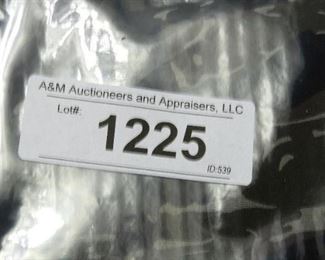 A&M Auctioneers and Appraisers, LLC
Lot#:
1225
ID:539